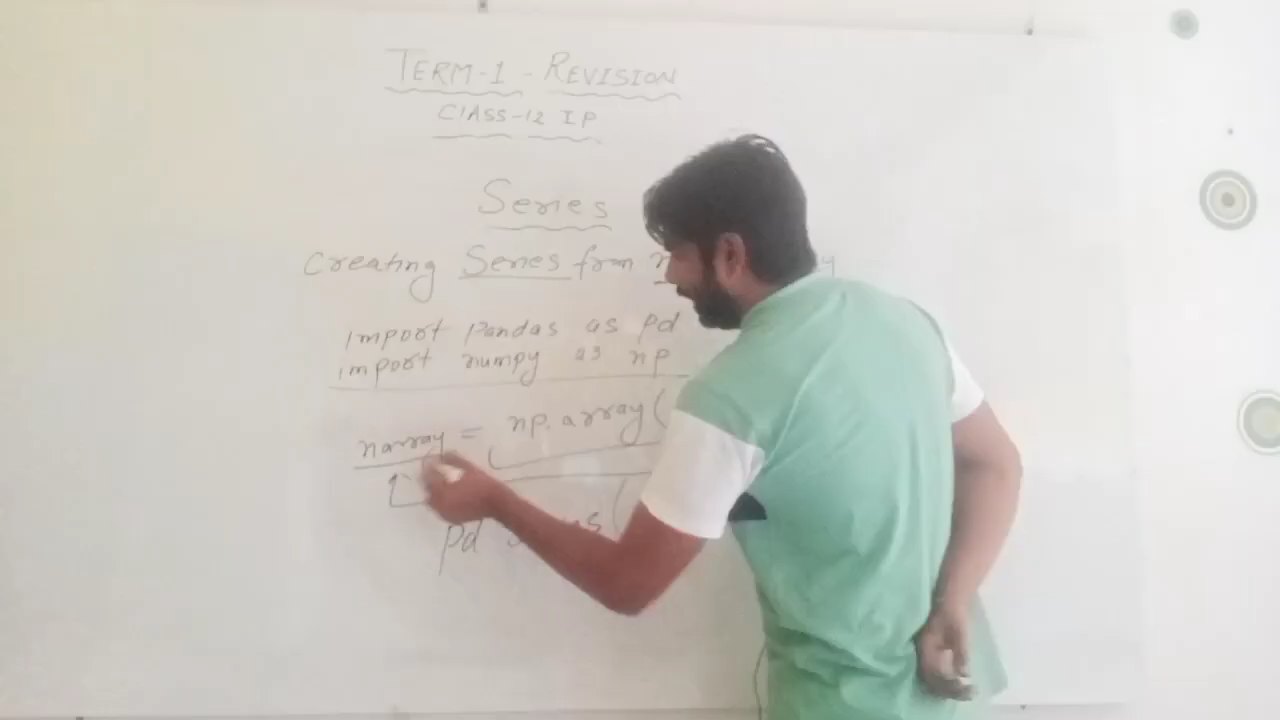 TERM-1 - REVISION
CLASS-12 IP
Series
Creating Series from
import Pandas as pd
import numpy as np
narray = np.array(
pd